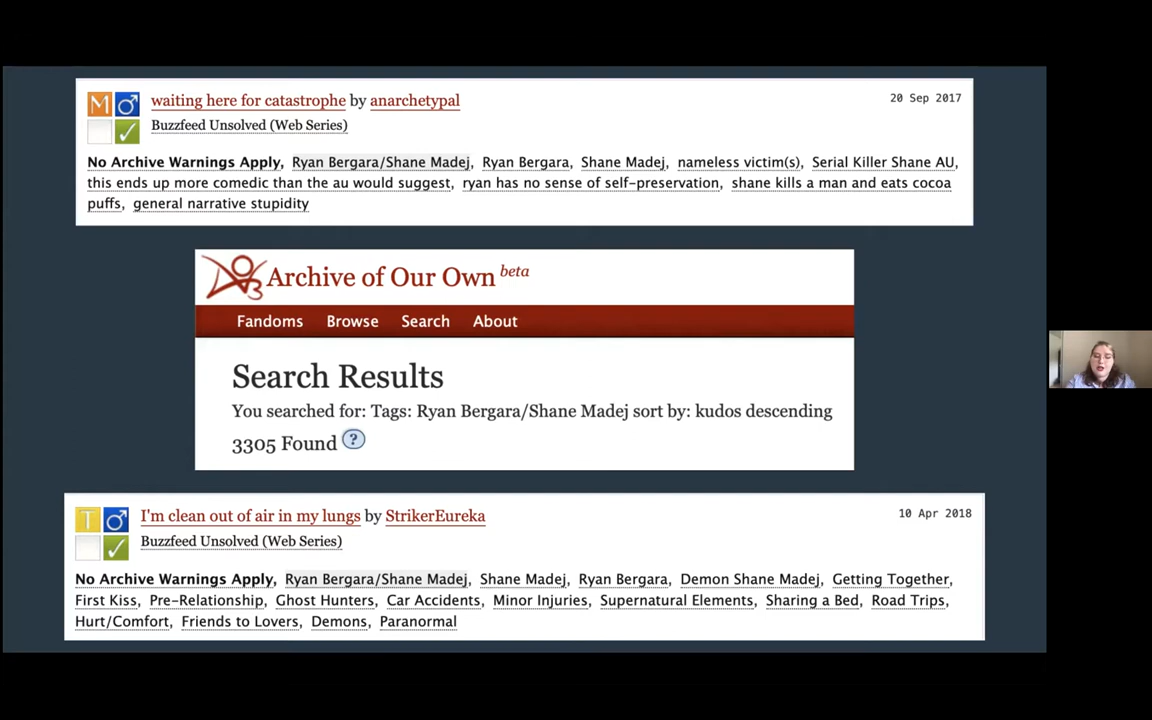 M waiting here for catastrophe by anarchetypal 20 Sep 2017
Buzzfeed Unsolved (Web Series)
No Archive Warnings Apply, Ryan Bergara/Shane Madej, Ryan Bergara, Shane Madej, nameless victim(s), Serial Killer Shane AU,
this ends up more comedic than the au would suggest, ryan has no sense of self-preservation, shane kills a man and eats cocoa
puffs, general narrative stupidity
Archive of Our Own beta
Fandoms Browse Search About
Search Results
You searched for: Tags: Ryan Bergara/Shane Madej sort by: kudos descending
3305 Found ?
T I'm clean out of air in my lungs by StrikerEureka 10 Apr 2018
Buzzfeed Unsolved (Web Series)
No Archive Warnings Apply, Ryan Bergara/Shane Madej, Shane Madej, Ryan Bergara, Demon Shane Madej, Getting Together,
First Kiss, Pre-Relationship, Ghost Hunters, Car Accidents, Minor Injuries, Supernatural Elements, Sharing a Bed, Road Trips,
Hurt/Comfort, Friends to Lovers, Demons, Paranormal